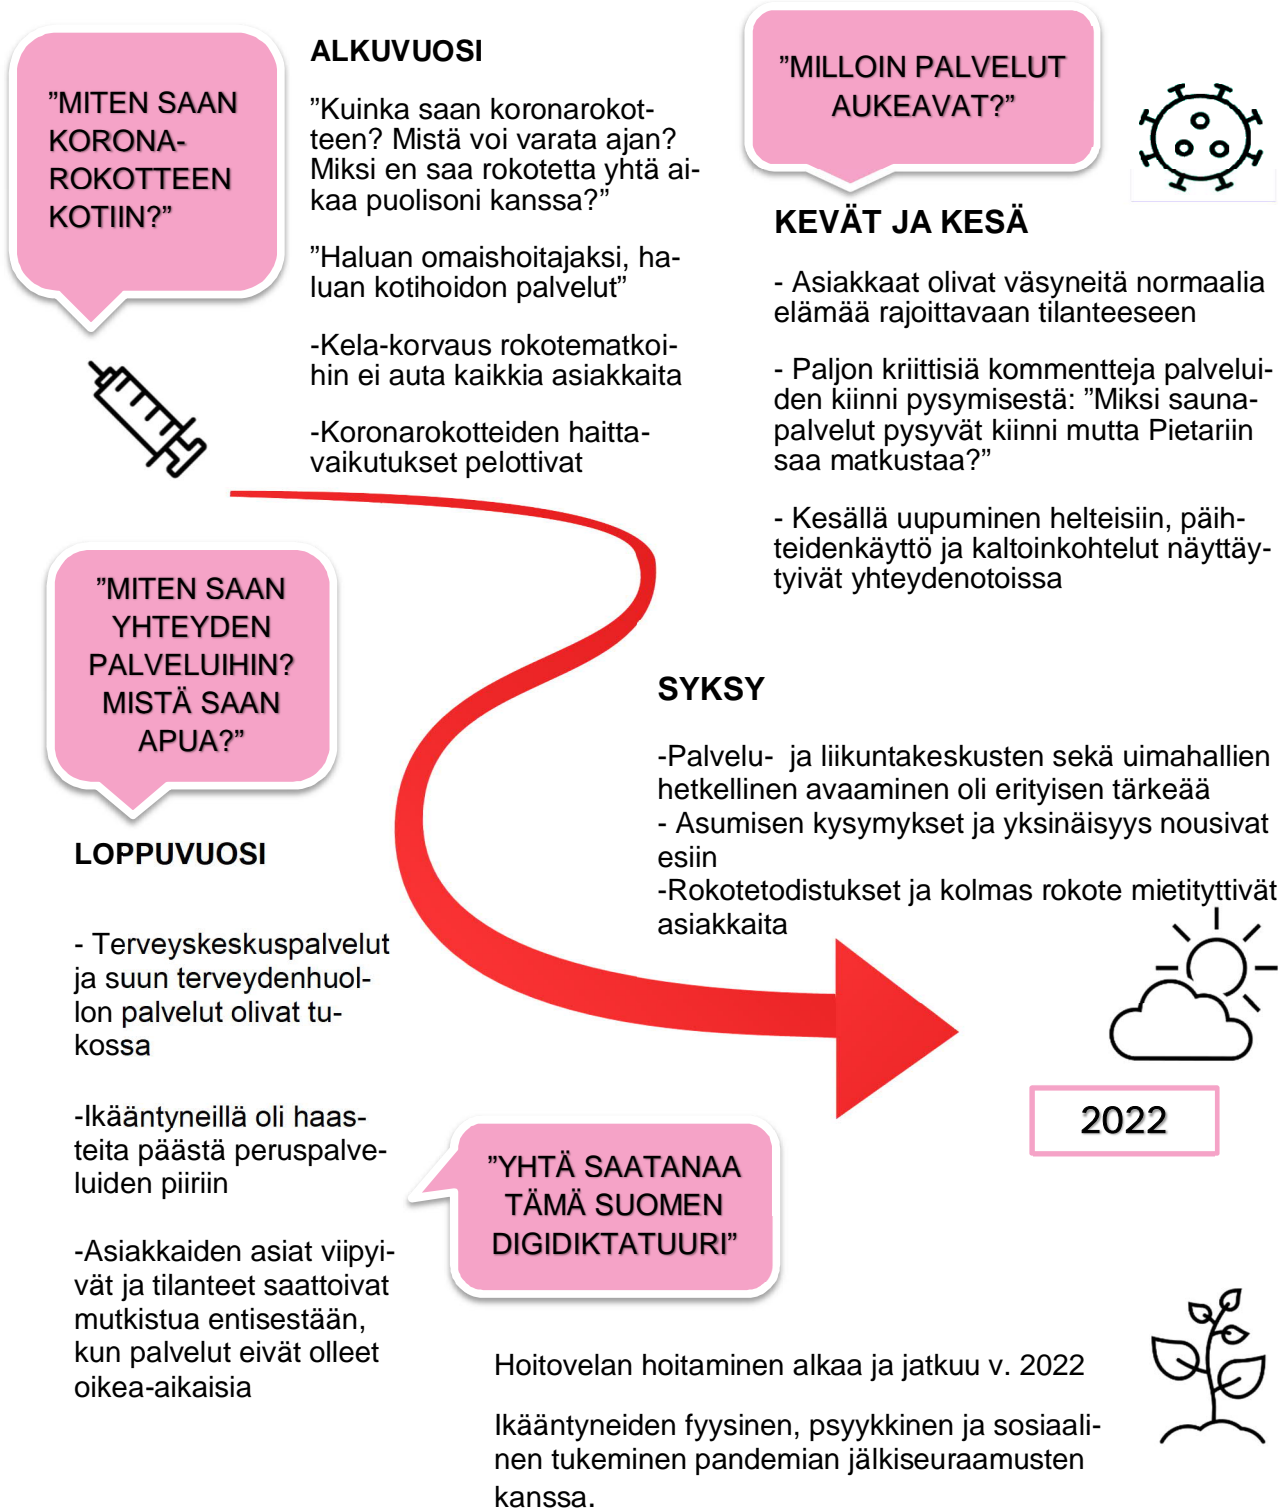 ”MITEN SAAN
KORONA-
ROKOTTEEN
KOTIIN?”
ALKUVUOSI
”Kuinka saan koronarokot-
teen? Mistä voi varata ajan?
Miksi en saa rokotetta yhtä ai-
kaa puolisoni kanssa?”
”Haluan omaishoitajaksi, ha-
luan kotihoidon palvelut”
-Kela-korvaus rokotematkoi-
hin ei auta kaikkia asiakkaita
-Koronarokotteiden haitta-
vaikutukset pelottivat
”MILLOIN PALVELUT
AUKEAVAT?”
KEVÄT JA KESÄ
- Asiakkaat olivat väsyneitä normaalia
elämää rajoittavaan tilanteeseen
- Paljon kriittisiä kommentteja palvelui-
den kiinni pysymisestä: ”Miksi sauna-
palvelut pysyvät kiinni mutta Pietariin
saa matkustaa?”
- Kesällä uupuminen helteisiin, päih-
teidenkäyttö ja kaltoinkohtelut näyttäy-
tyivät yhteydenotoissa
SYKSY
-Palvelu- ja liikuntakeskusten sekä uimahallien
hetkellinen avaaminen oli erityisen tärkeää
- Asumisen kysymykset ja yksinäisyys nousivat
esiin
-Rokotetodistukset ja kolmas rokote mietityttivät
asiakkaita
”MITEN SAAN
YHTEYDEN
PALVELUIHIN?
MISTÄ SAAN
APUA?”
LOPPUVUOSI
- Terveyskeskuspalvelut
ja suun terveydenhuol-
lon palvelut olivat tu-
kossa
-Ikääntyneillä oli haas-
teita päästä peruspalve-
luiden piiriin
-Asiakkaiden asiat viipyi-
vät ja tilanteet saattoivat
mutkistua entisestään,
kun palvelut eivät olleet
oikea-aikaisia
”YHTÄ SAATANAA
TÄMÄ SUOMEN
DIGIDIKTATUURI”
2022
Hoitovelan hoitaminen alkaa ja jatkuu v. 2022
Ikääntyneiden fyysinen, psyykkinen ja sosiaali-
nen tukeminen pandemian jälkiseuraamusten
kanssa.